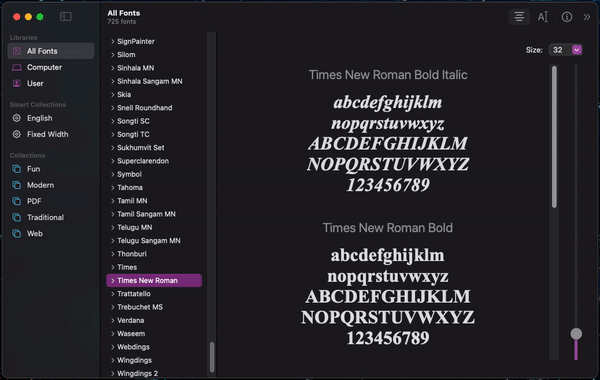 All Fonts
725 fonts
Size: 32
Libraries
All Fonts
Computer
User
Smart Collections
English
Fixed Width
Collections
Fun
Modern
PDF
Traditional
Web
SignPainter
Silom
Sinhala MN
Sinhala Sangam MN
Skia
Snell Roundhand
Songti SC
Songti TC
Sukhumvit Set
Superclarendon
Symbol
Tahoma
Tamil MN
Tamil Sangam MN
Telugu MN
Telugu Sangam MN
Thonburi
Times
Times New Roman
Trattatello
Trebuchet MS
Verdana
Waseem
Webdings
Wingdings
Wingdings 2
Times New Roman Bold Italic
abcdefghijklm
nopqrstuvwxyz
ABCDEFGHIJKLM
NOPQRSTUVWXYZ
123456789
Times New Roman Bold
abcdefghijklm
nopqrstuvwxyz
ABCDEFGHIJKLM
NOPQRSTUVWXYZ
123456789